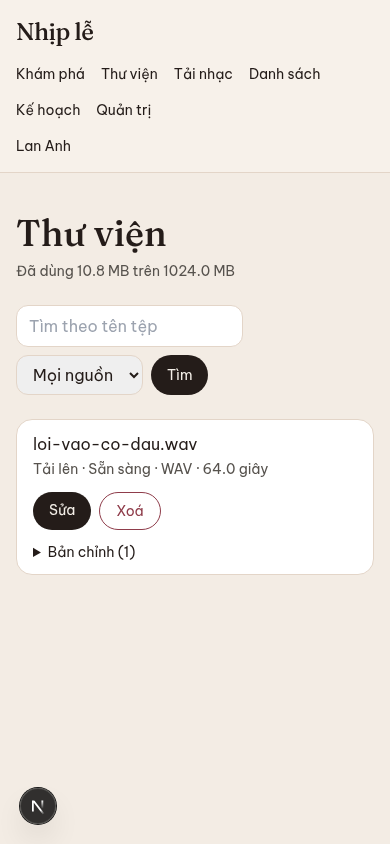 Nhịp lễ
Khám phá Thư viện Tải nhạc Danh sách
Kế hoạch Quản trị
Lan Anh
Thư viện
Đã dùng 10.8 MB trên 1024.0 MB
Tìm theo tên tệp
Mọi nguồn Tìm
loi-vao-co-dau.wav
Tải lên · Sẵn sàng · WAV · 64.0 giây
Sửa Xoá
Bản chỉnh (1)
N